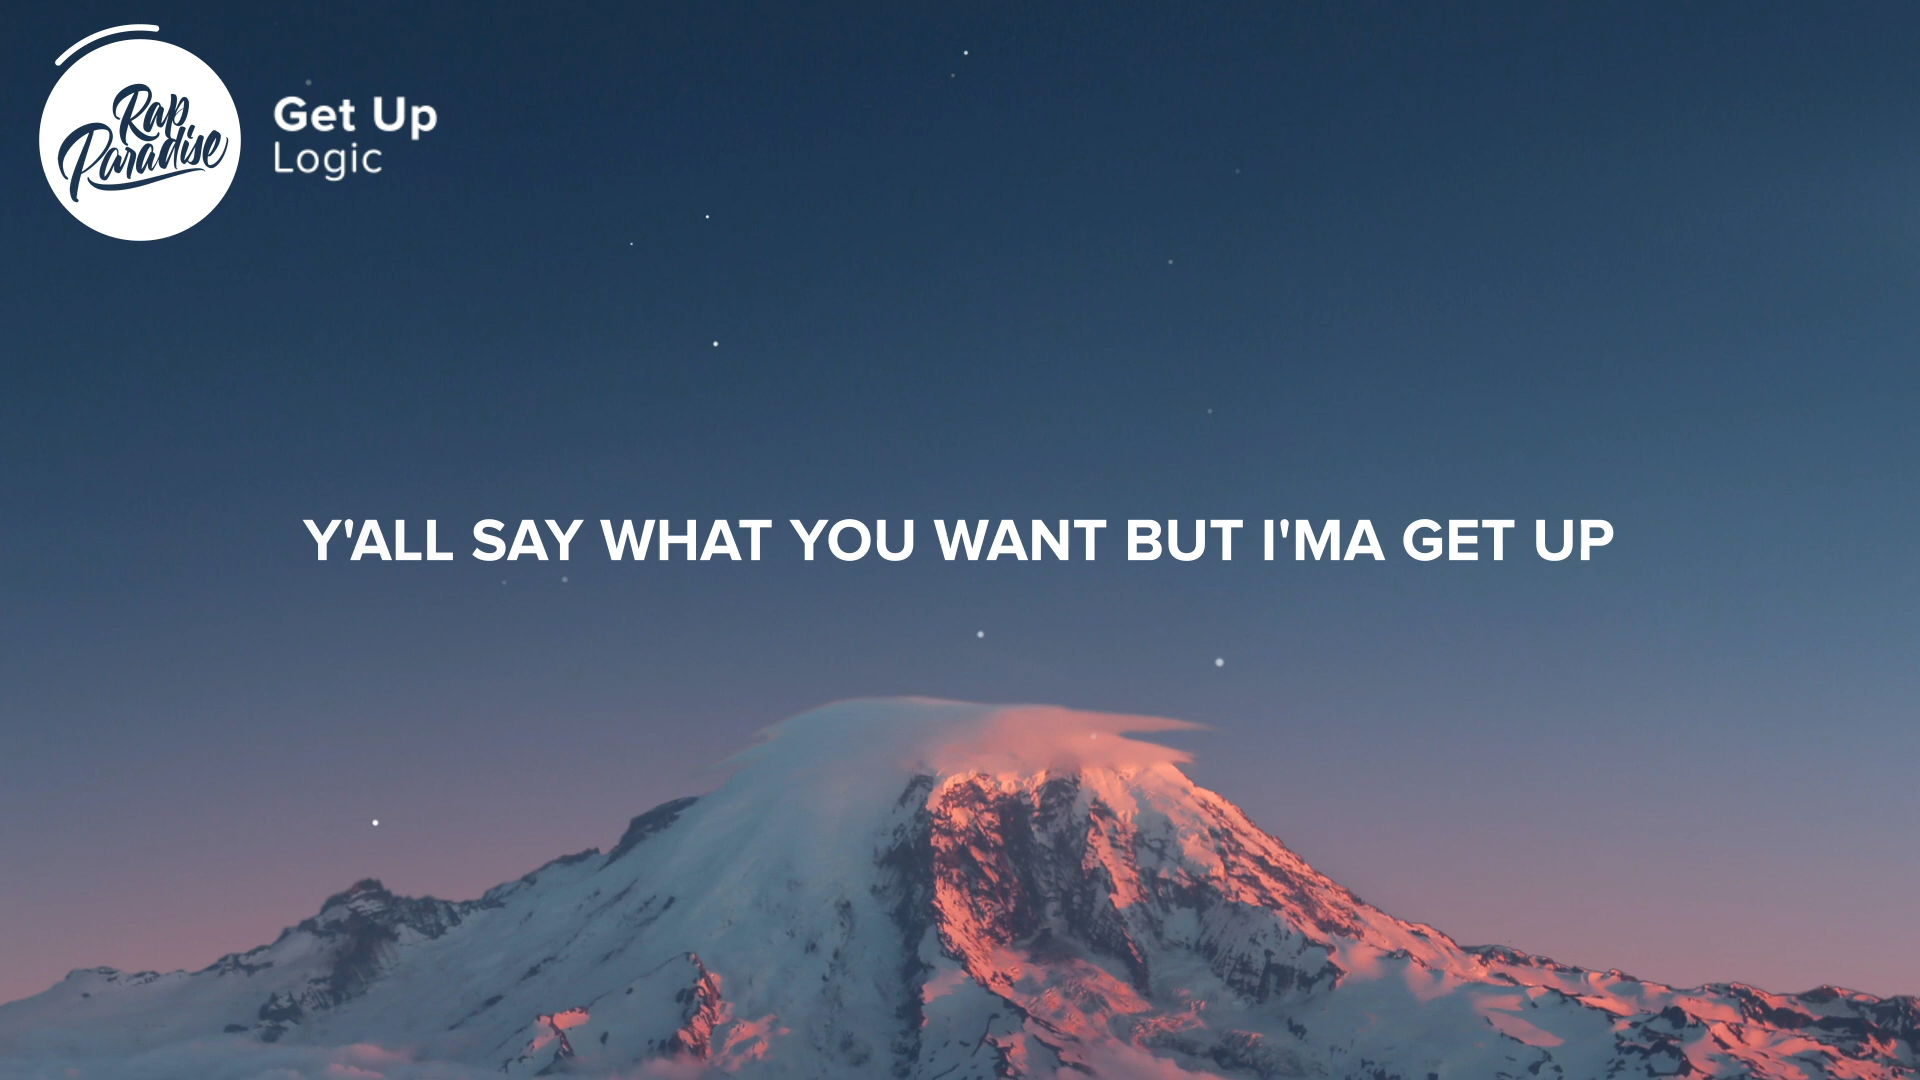 Rap
Paradise
Get Up
Logic
Y'ALL SAY WHAT YOU WANT BUT I'MA GET UP